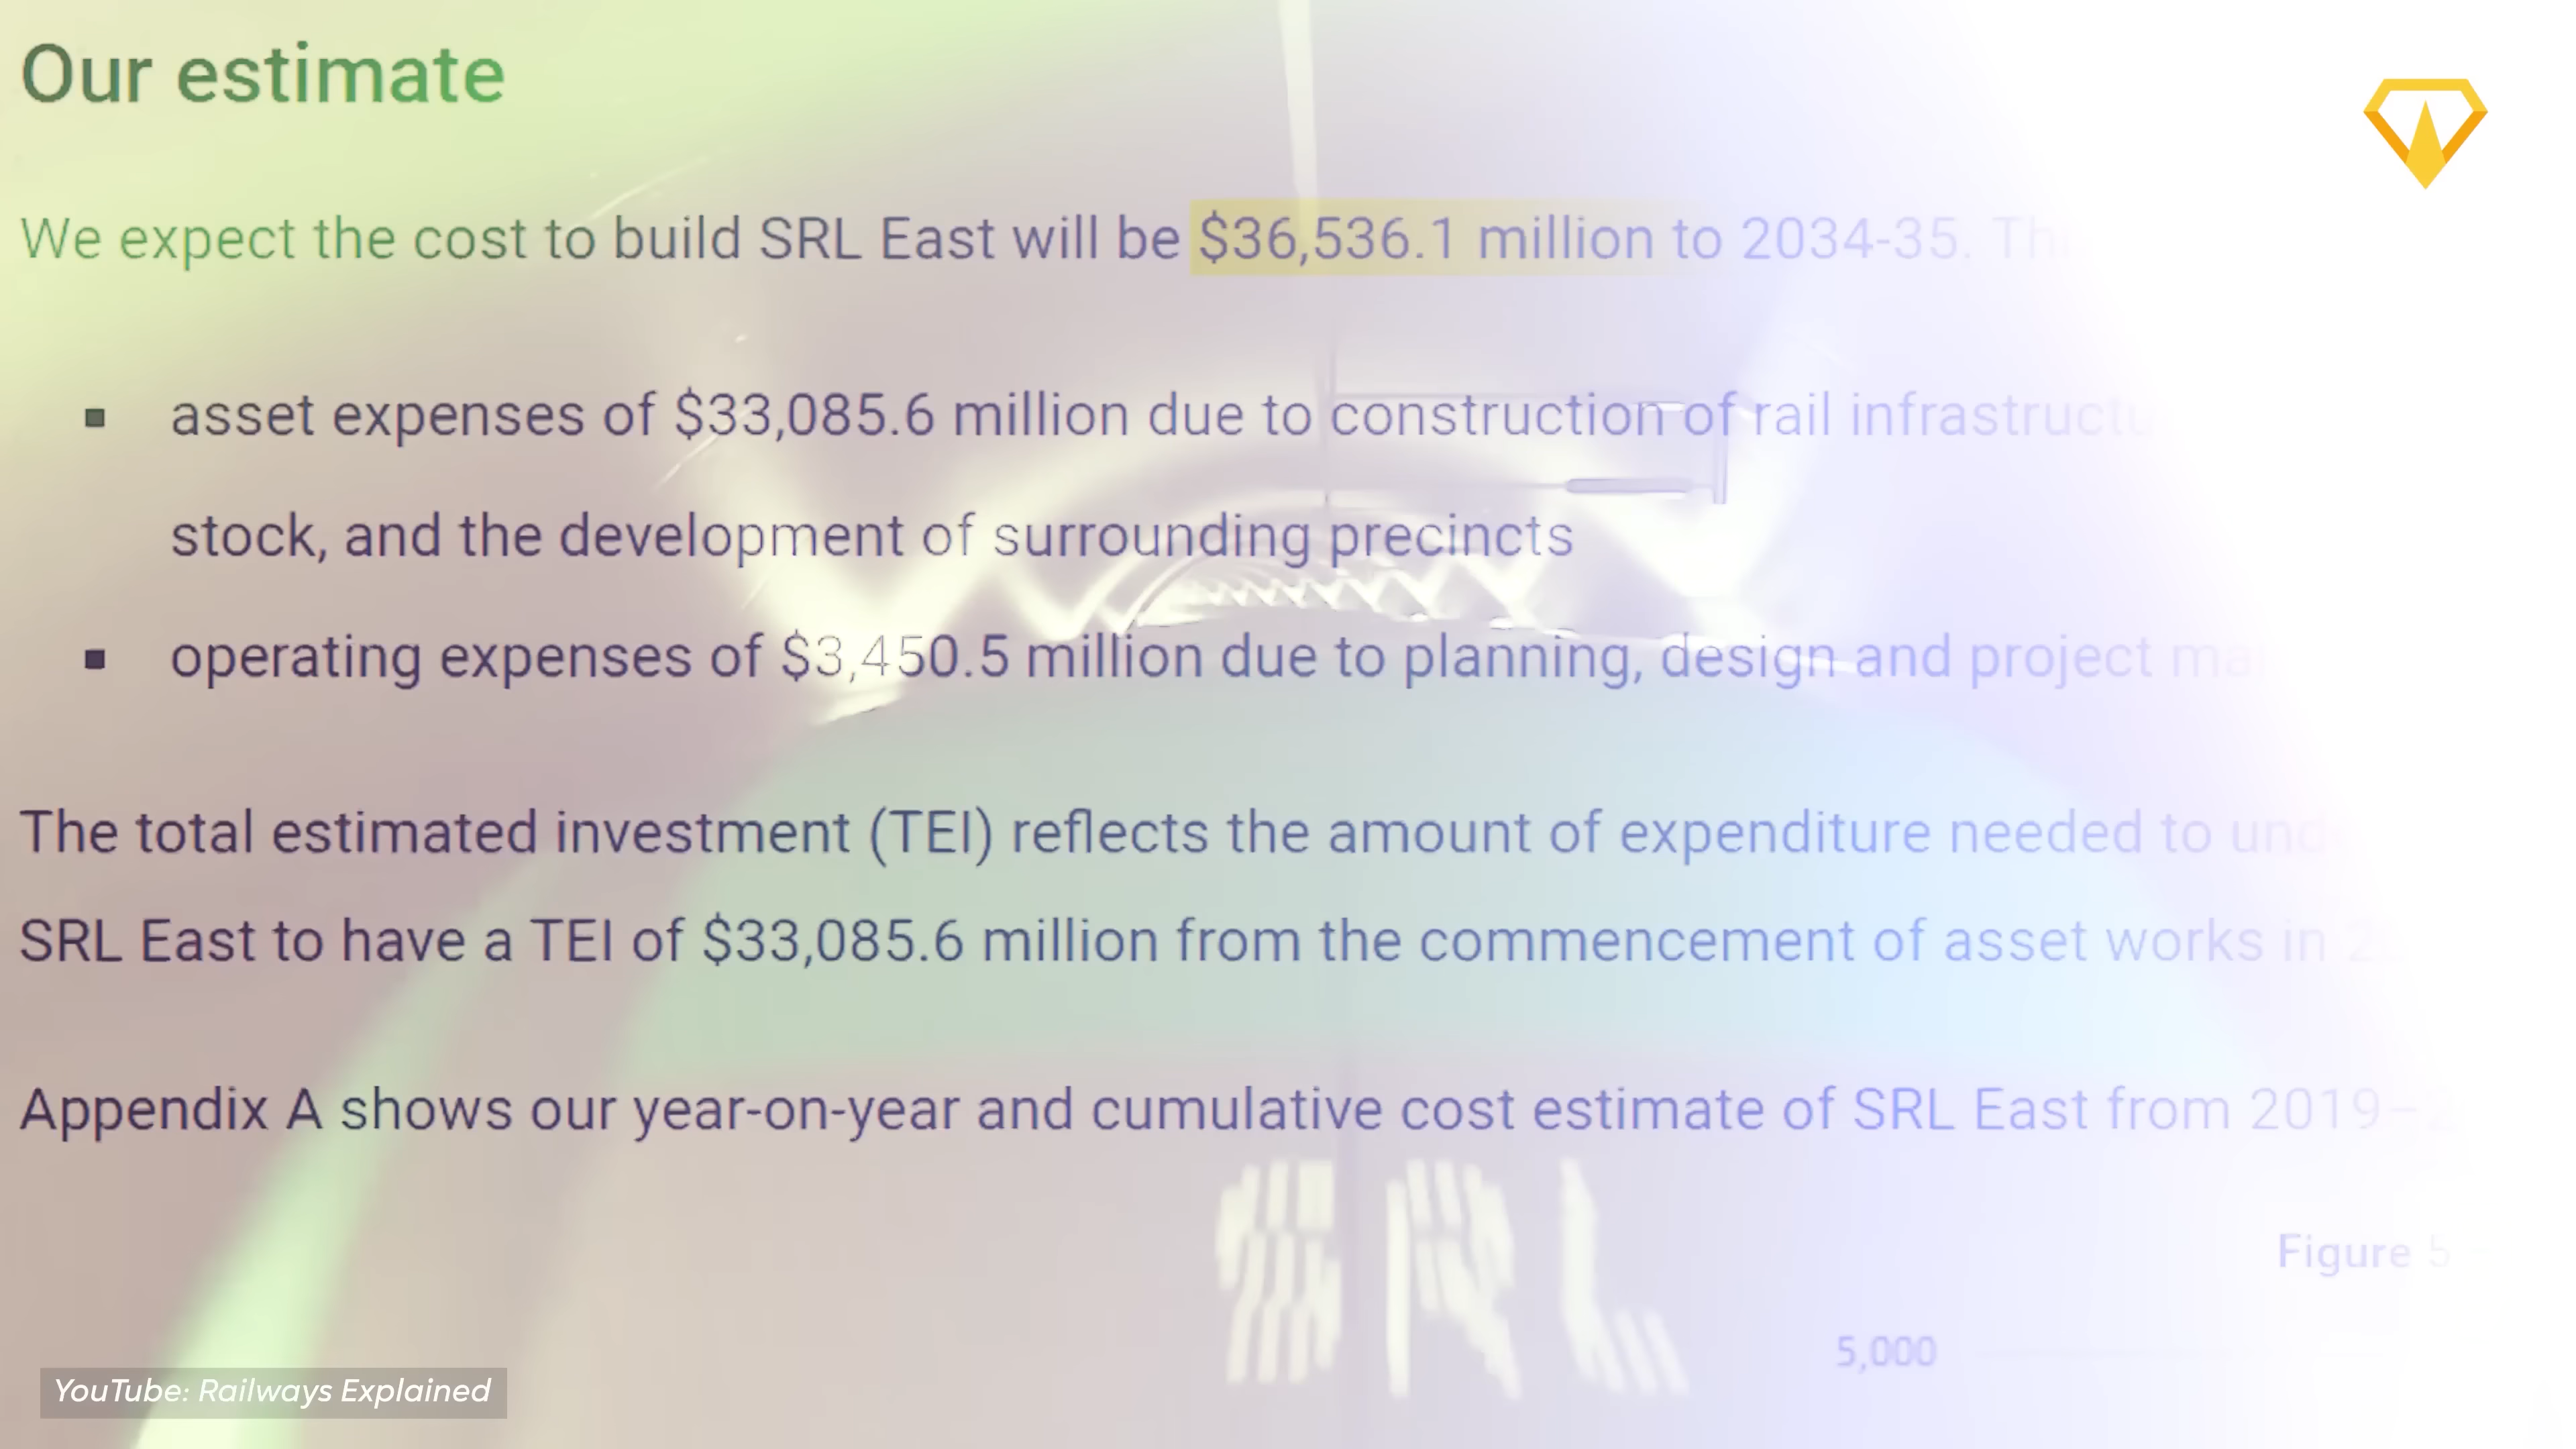 Our estimate
We expect the cost to build SRL East will be $36,536.1 million to 2034-35.
asset expenses of $33,085.6 million due to construction of rail
stock, and the development of surrounding precincts
operating expenses of $3,450.5 million due to planning, design and project
The total estimated investment (TEI) reflects the amount of expenditure needed to
SRL East to have a TEI of $33,085.6 million from the commencement of asset works in
Appendix A shows our year-on-year and cumulative cost estimate of SRL East from
SRL
Figure 5
5,000
YouTube: Railways Explained